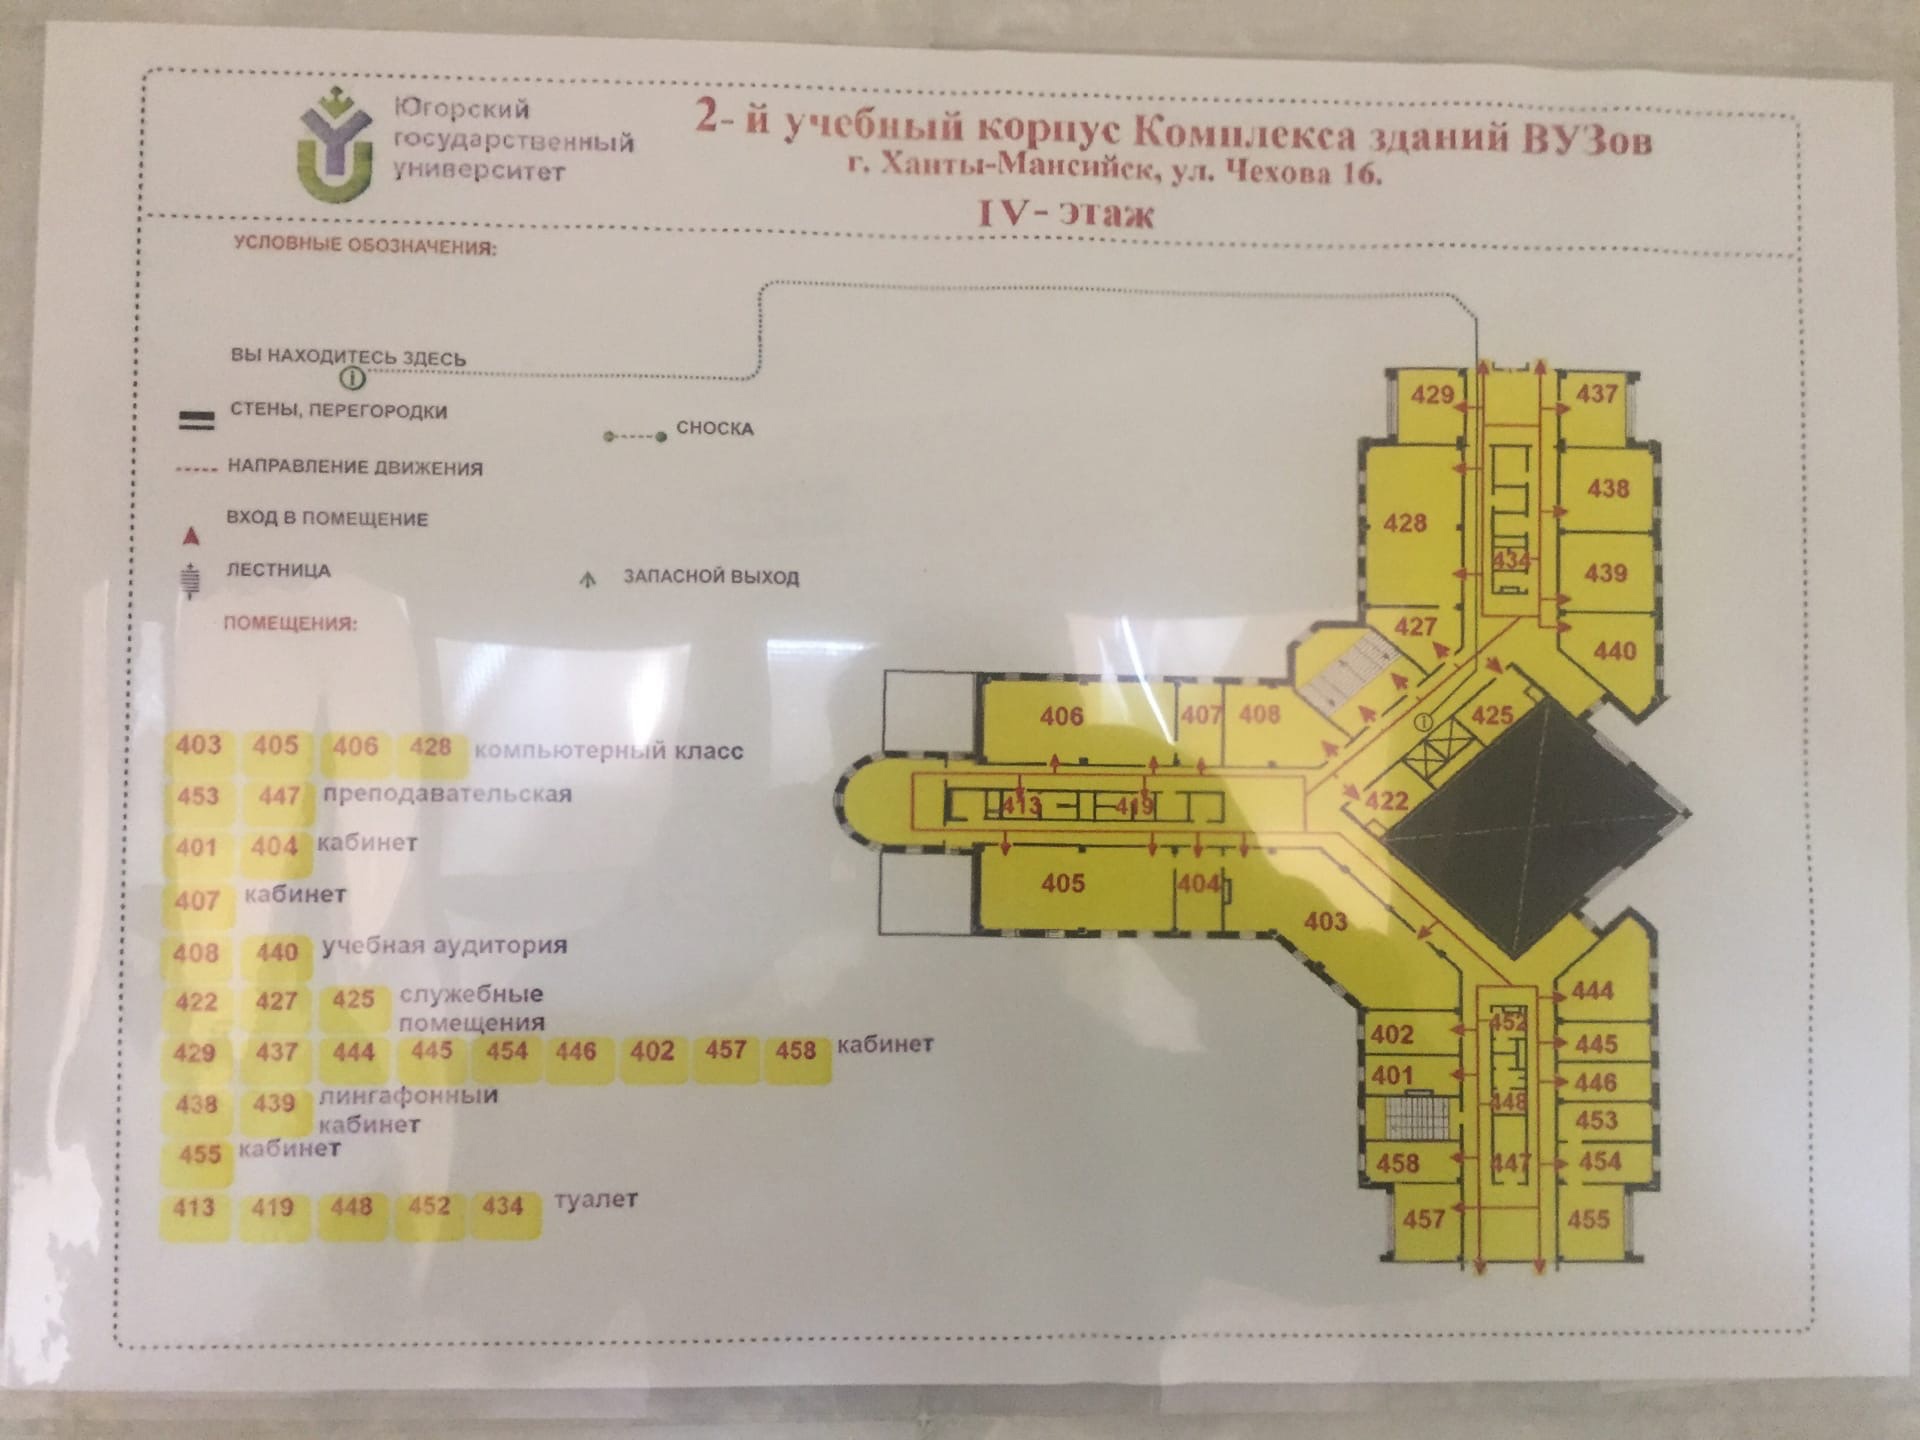 Югорский
государственный
университет
2- й учебный корпус Комплекса зданий ВУЗов
г. Ханты-Мансийск, ул. Чехова 16.
IV- этаж
УСЛОВНЫЕ ОБОЗНАЧЕНИЯ:
ВЫ НАХОДИТЕСЬ ЗДЕСЬ
i
СТЕНЫ, ПЕРЕГОРОДКИ
СНОСКА
НАПРАВЛЕНИЕ ДВИЖЕНИЯ
ВХОД В ПОМЕЩЕНИЕ
ЛЕСТНИЦА
ЗАПАСНОЙ ВЫХОД
ПОМЕЩЕНИЯ:
403 405 406 428 компьютерный класс
453 447 преподавательская
401 404 кабинет
407 кабинет
408 440 учебная аудитория
422 427 425 служебные
помещения
429 437 444 445 454 446 402 457 458 кабинет
438 439 лингафонный
кабинет
455 кабинет
413 419 448 452 434 туалет
429 437
428 438
434 439
427 440
406 407 408 425
i
413 419 422
405 404 403
444
402 452 445
401 446
448 453
458 447 454
457 455